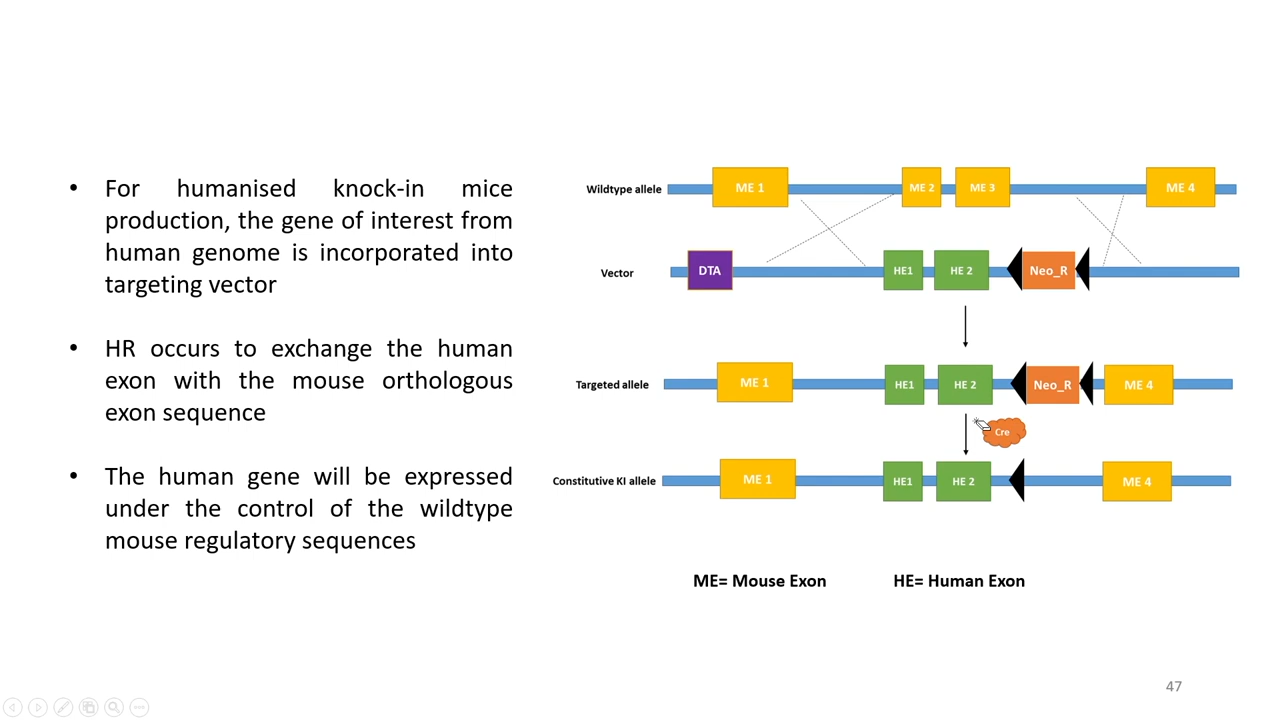 • For humanised knock-in mice
production, the gene of interest from
human genome is incorporated into
targeting vector
• HR occurs to exchange the human
exon with the mouse orthologous
exon sequence
• The human gene will be expressed
under the control of the wildtype
mouse regulatory sequences
Wildtype allele ME 1 ME 2 ME 3 ME 4
Vector DTA HE1 HE 2 Neo_R
Targeted allele ME 1 HE1 HE 2 Neo_R ME 4
Cre
Constitutive KI allele ME 1 HE1 HE 2 ME 4
ME= Mouse Exon HE= Human Exon
47